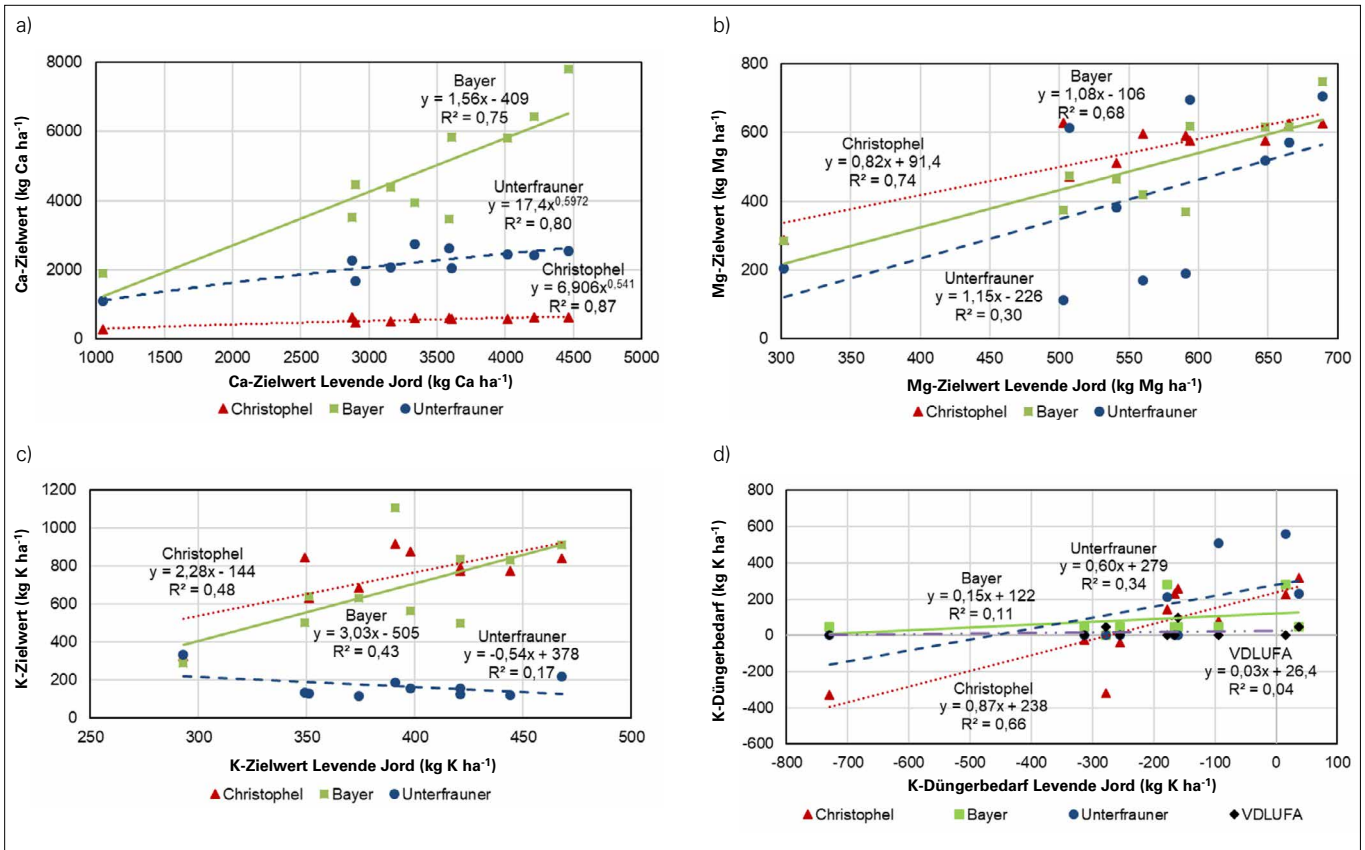 a)
8000
6000
4000
2000
0
Ca-Zielwert (kg Ca ha-1)
Bayer
y = 1,56x - 409
R² = 0,75
Unterfrauner
y = 17,4x0,5972
R² = 0,80
Christophel
y = 6,906x0,541
R² = 0,87
1000 1500 2000 2500 3000 3500 4000 4500 5000
Ca-Zielwert Levende Jord (kg Ca ha-1)
Christophel Bayer Unterfrauner
b)
800
600
400
200
0
Mg-Zielwert (kg Mg ha-1)
Bayer
y = 1,08x - 106
R² = 0,68
Christophel
y = 0,82x + 91,4
R² = 0,74
Unterfrauner
y = 1,15x - 226
R² = 0,30
300 350 400 450 500 550 600 650 700
Mg-Zielwert Levende Jord (kg Mg ha-1)
Christophel Bayer Unterfrauner
c)
1200
1000
800
600
400
200
0
K-Zielwert (kg K ha-1)
Christophel
y = 2,28x - 144
R² = 0,48
Bayer
y = 3,03x - 505
R² = 0,43
Unterfrauner
y = -0,54x + 378
R² = 0,17
250 300 350 400 450 500
K-Zielwert Levende Jord (kg K ha-1)
Christophel Bayer Unterfrauner
d)
800
600
400
200
0
-200
-400
-600
K-Düngerbedarf (kg K ha-1)
Unterfrauner
y = 0,60x + 279
R² = 0,34
Bayer
y = 0,15x + 122
R² = 0,11
VDLUFA
y = 0,03x + 26,4
R² = 0,04
Christophel
y = 0,87x + 238
R² = 0,66
-800 -700 -600 -500 -400 -300 -200 -100 0 100
K-Düngerbedarf Levende Jord (kg K ha-1)
Christophel Bayer Unterfrauner VDLUFA